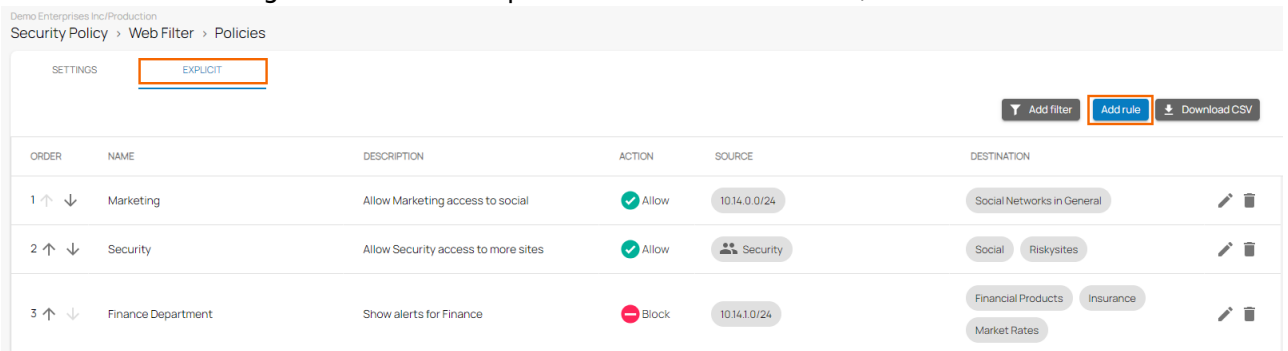 Demo Enterprises Inc/Production
Security Policy > Web Filter > Policies
SETTINGS EXPLICIT
Add filter Add rule Download CSV
ORDER NAME DESCRIPTION ACTION SOURCE DESTINATION
1 Marketing Allow Marketing access to social Allow 10.14.0.0/24 Social Networks in General
2 Security Allow Security access to more sites Allow Security Social Riskysites
3 Finance Department Show alerts for Finance Block 10.14.1.0/24 Financial Products Insurance
Market Rates